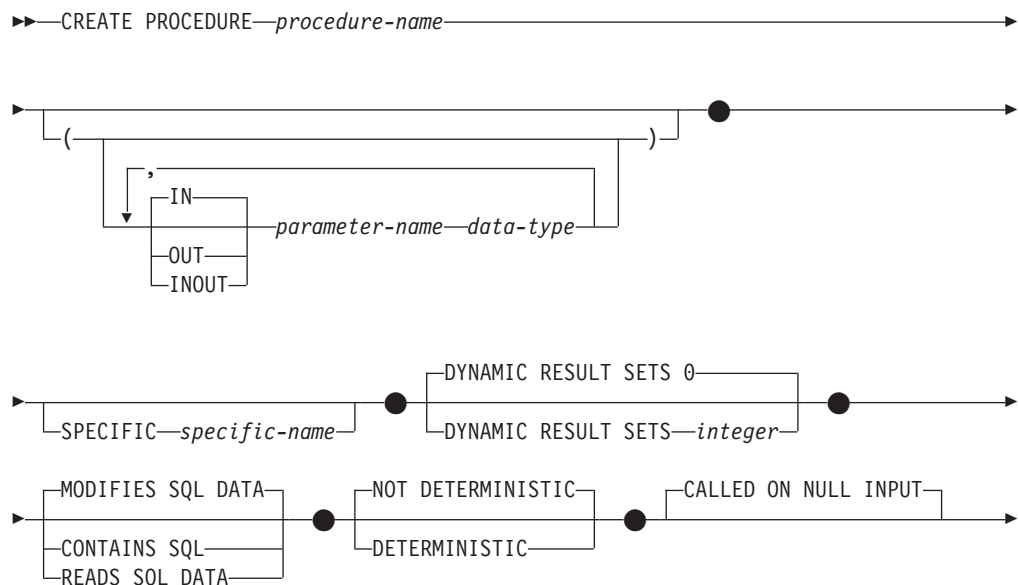 CREATE PROCEDURE procedure-name
( )
,
IN
parameter-name data-type
OUT
INOUT
DYNAMIC RESULT SETS 0
SPECIFIC specific-name DYNAMIC RESULT SETS integer
MODIFIES SQL DATA NOT DETERMINISTIC CALLED ON NULL INPUT
CONTAINS SQL DETERMINISTIC
READS SQL DATA